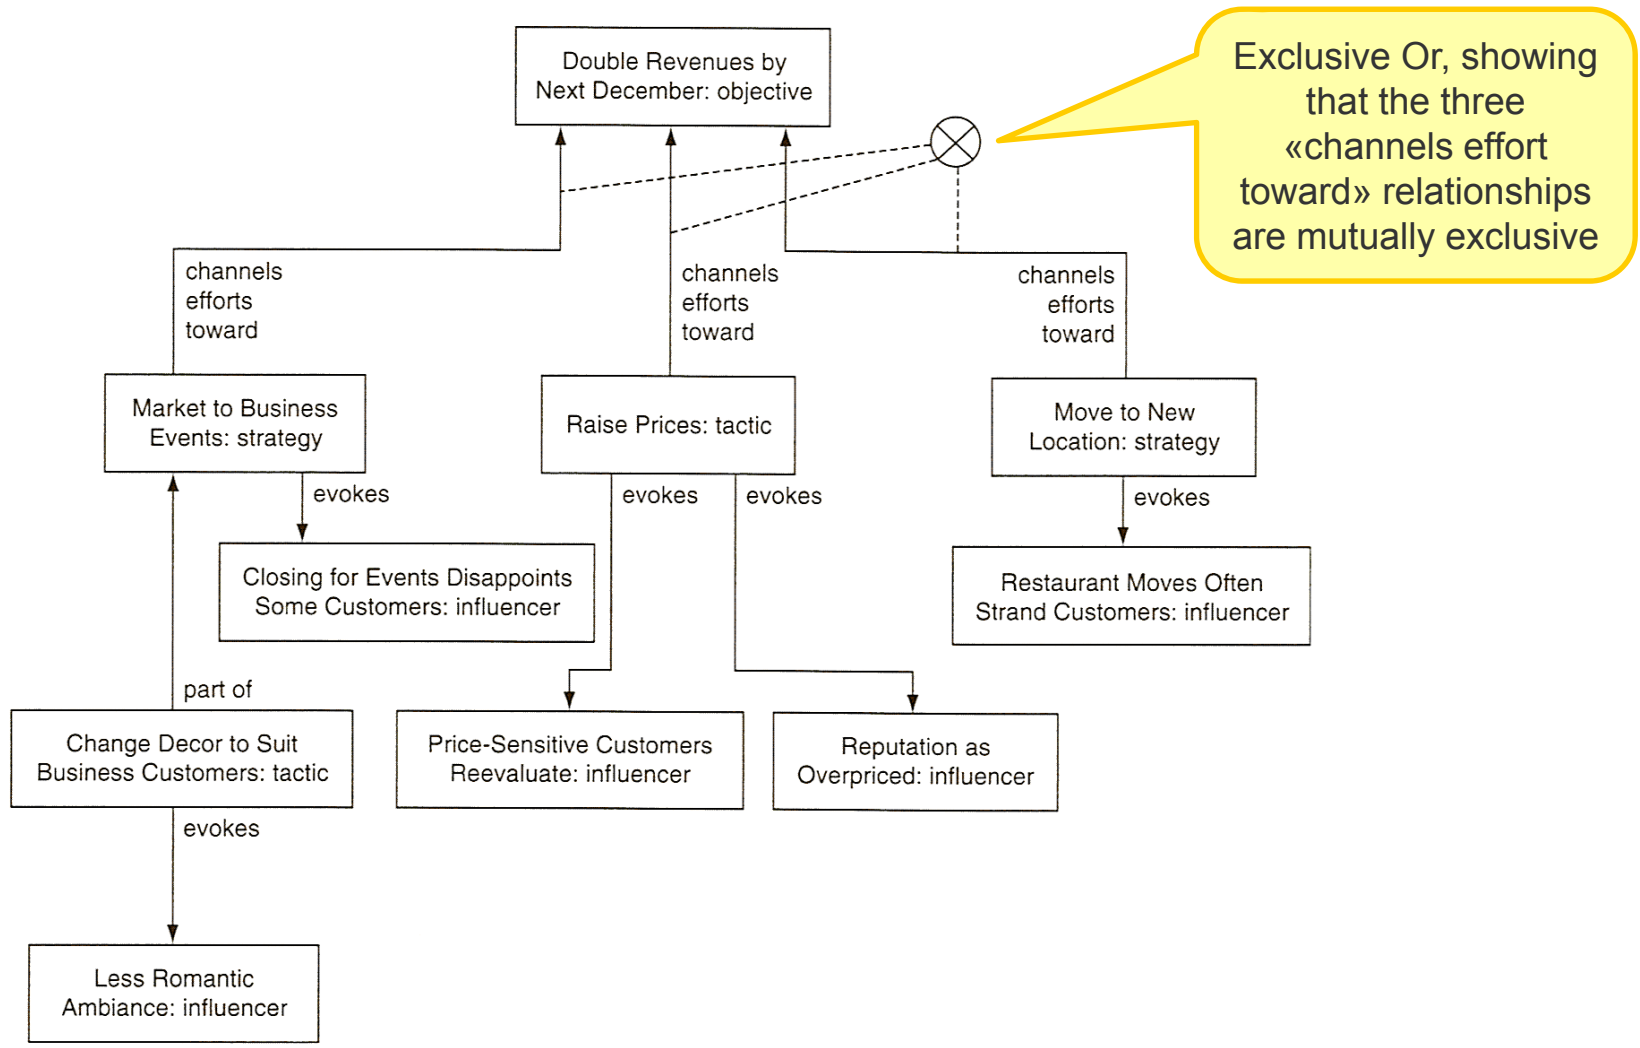 Double Revenues by
Next December: objective
Exclusive Or, showing
that the three
«channels effort
toward» relationships
are mutually exclusive
channels
efforts
toward
channels
efforts
toward
channels
efforts
toward
Market to Business
Events: strategy
Raise Prices: tactic
Move to New
Location: strategy
evokes
evokes
evokes
evokes
Closing for Events Disappoints
Some Customers: influencer
Restaurant Moves Often
Strand Customers: influencer
part of
Change Decor to Suit
Business Customers: tactic
Price-Sensitive Customers
Reevaluate: influencer
Reputation as
Overpriced: influencer
evokes
Less Romantic
Ambiance: influencer